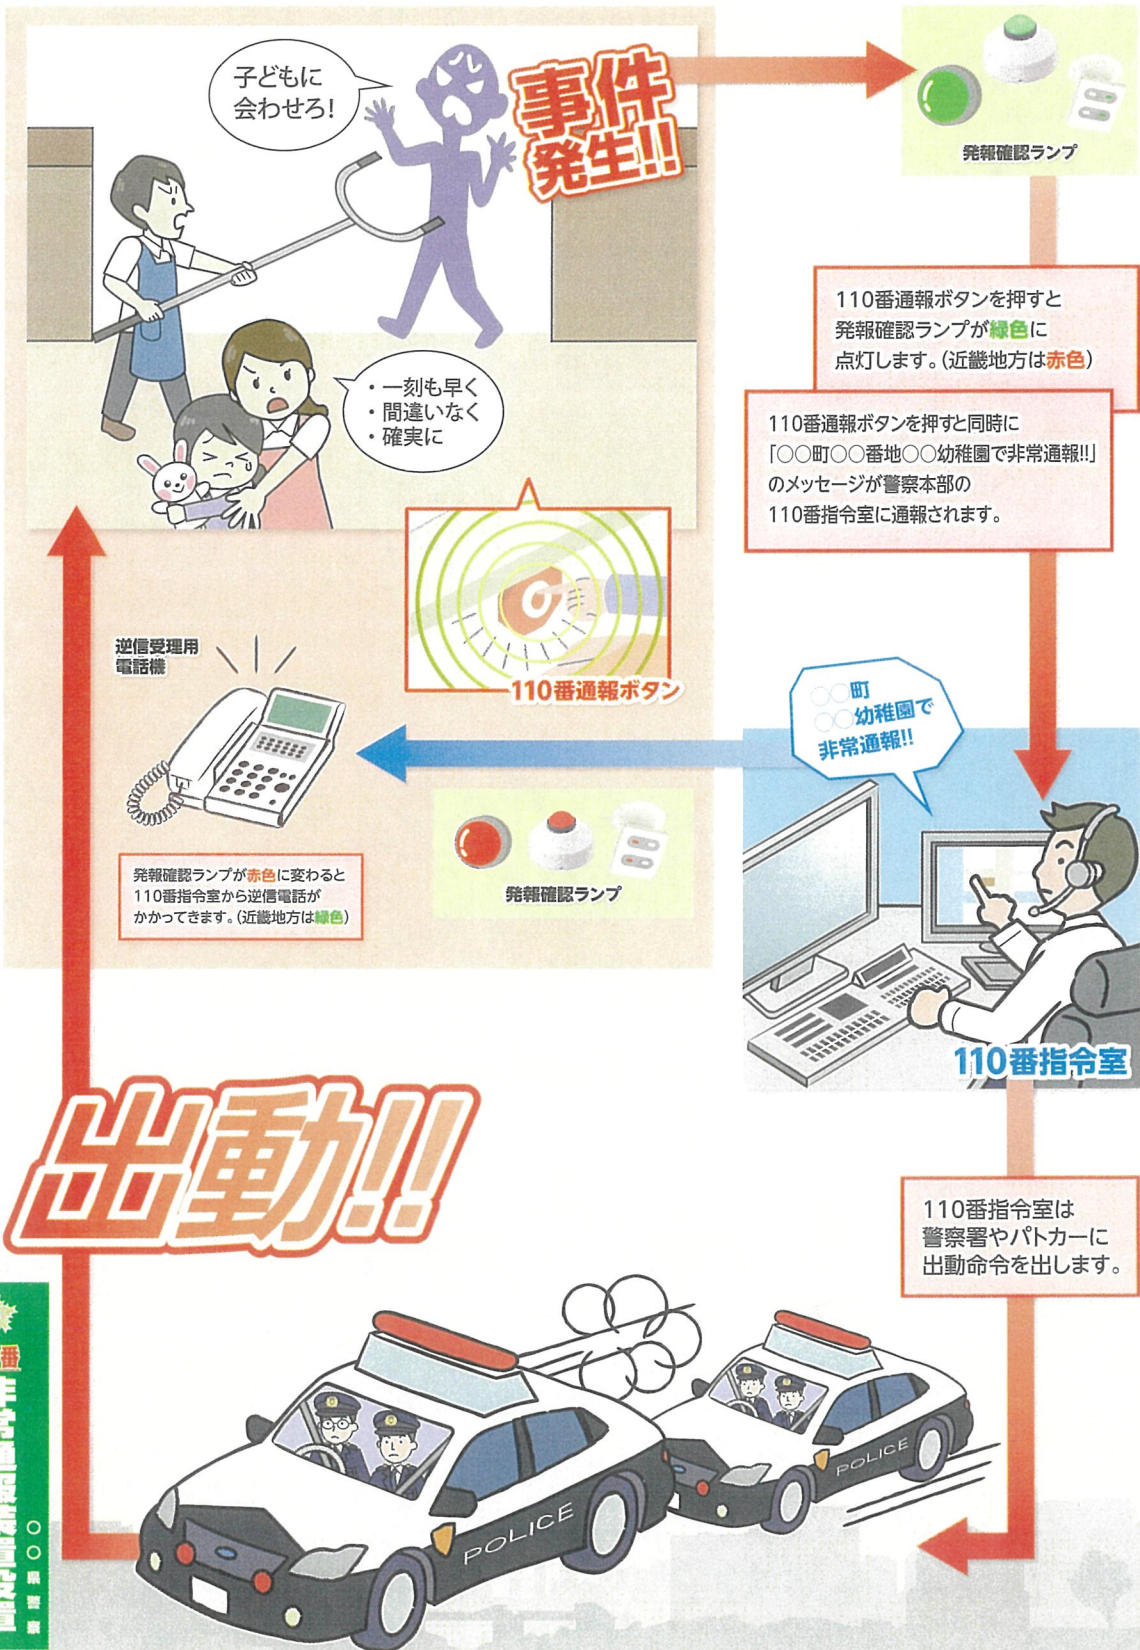 子どもに
会わせろ!
事件
発生!!
発報確認ランプ
110番通報ボタンを押すと
発報確認ランプが緑色に
点灯します。(近畿地方は赤色)
・一刻も早く
・間違いなく
・確実に
110番通報ボタンを押すと同時に
「○○町○○番地○○幼稚園で非常通報!!」
のメッセージが警察本部の
110番指令室に通報されます。
110番通報ボタン
逆信受理用
電話機
○○町
○○幼稚園で
非常通報!!
発報確認ランプ
発報確認ランプが赤色に変わると
110番指令室から逆信電話が
かかってきます。(近畿地方は緑色)
110番指令室
出動!!
110番指令室は
警察署やパトカーに
出動命令を出します。
POLICE
POLICE
番
非常通報装置設置
○○県警察